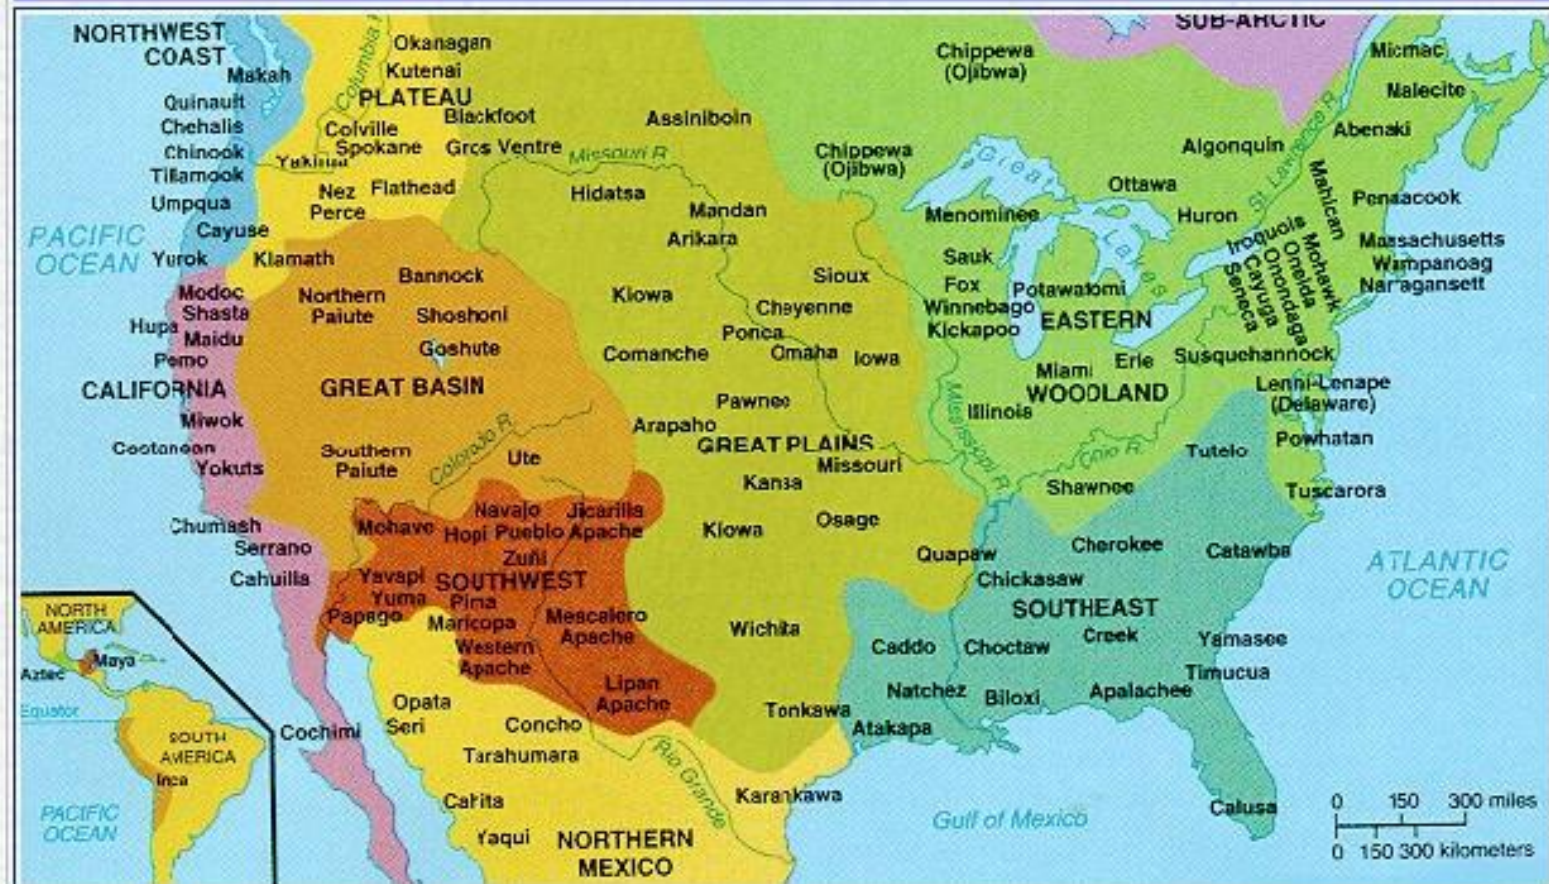 NORTHWEST
COAST
Makah
Quinault
Chehalis
Chinook
Tillamook
Umpqua
Cayuse
Yurok
PACIFIC
OCEAN
Columbia R
Okanagan
Kutenai
PLATEAU
Colville
Spokane
Yakima
Nez
Perce
Flathead
Klamath
Blackfoot
Gros Ventre
Missouri R
Assiniboin
Hidatsa
Mandan
Arikara
Sioux
Kiowa
Cheyenne
Ponca
Comanche
Omaha
Iowa
Pawnee
Arapaho
GREAT PLAINS
Missouri
Kansa
Kiowa
Osage
Quapaw
Wichita
Tonkawa
Modoc
Shasta
Hupa
Maidu
Pomo
CALIFORNIA
Miwok
Costanoan
Yokuts
Chumash
Serrano
Cahuilla
Cochimi
Bannock
Northern
Paiute
Shoshoni
Goshute
GREAT BASIN
Southern
Paiute
Colorado R
Ute
Mohave
Navajo
Hopi
Pueblo
Jicarilla
Apache
Zuñi
Yavapi
SOUTHWEST
Yuma
Pima
Papago
Maricopa
Mescalero
Apache
Western
Apache
Lipan
Apache
Opata
Seri
Concho
Tarahumara
Cahita
Yaqui
NORTHERN
MEXICO
Rio Grande
Karankawa
SUB-ARCTIC
Chippewa
(Ojibwa)
Chippewa
(Ojibwa)
Great
Lakes
Menominee
Sauk
Fox
Winnebago
Kickapoo
Potawatomi
EASTERN
WOODLAND
Miami
Erie
Illinois
Mississippi R
Ohio R
Shawnee
Ottawa
Huron
Algonquin
St Lawrence R
Micmac
Malecite
Abenaki
Mahican
Penaacook
Massachusetts
Wampanoag
Narragansett
Iroquois
Mohawk
Oneida
Onondaga
Cayuga
Seneca
Susquehannock
Lenni-Lenape
(Delaware)
Powhatan
Tutelo
Tuscarora
Cherokee
Catawba
Chickasaw
SOUTHEAST
Caddo
Choctaw
Creek
Yamasee
Timucua
Natchez
Biloxi
Apalachee
Atakapa
Calusa
ATLANTIC
OCEAN
Gulf of Mexico
0 150 300 miles
0 150 300 kilometers
NORTH
AMERICA
Maya
Aztec
Equator
SOUTH
AMERICA
Inca
PACIFIC
OCEAN